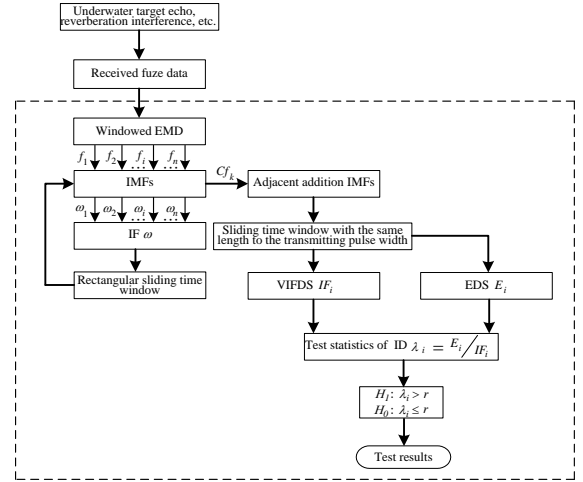 Underwater target echo,
reverberation interference, etc.
Received fuze data
Windowed EMD
f1 f2 ... fi ... fn
Cfk
IMFs
Adjacent addition IMFs
ω1 ω2 ... ωi ... ωn
Sliding time window with the same
length to the transmitting pulse width
IF ω
Rectangular sliding time
window
VIFDS IFi
EDS Ei
Test statistics of ID λi = Ei/IFi
H1: λi > r
H0: λi ≤ r
Test results